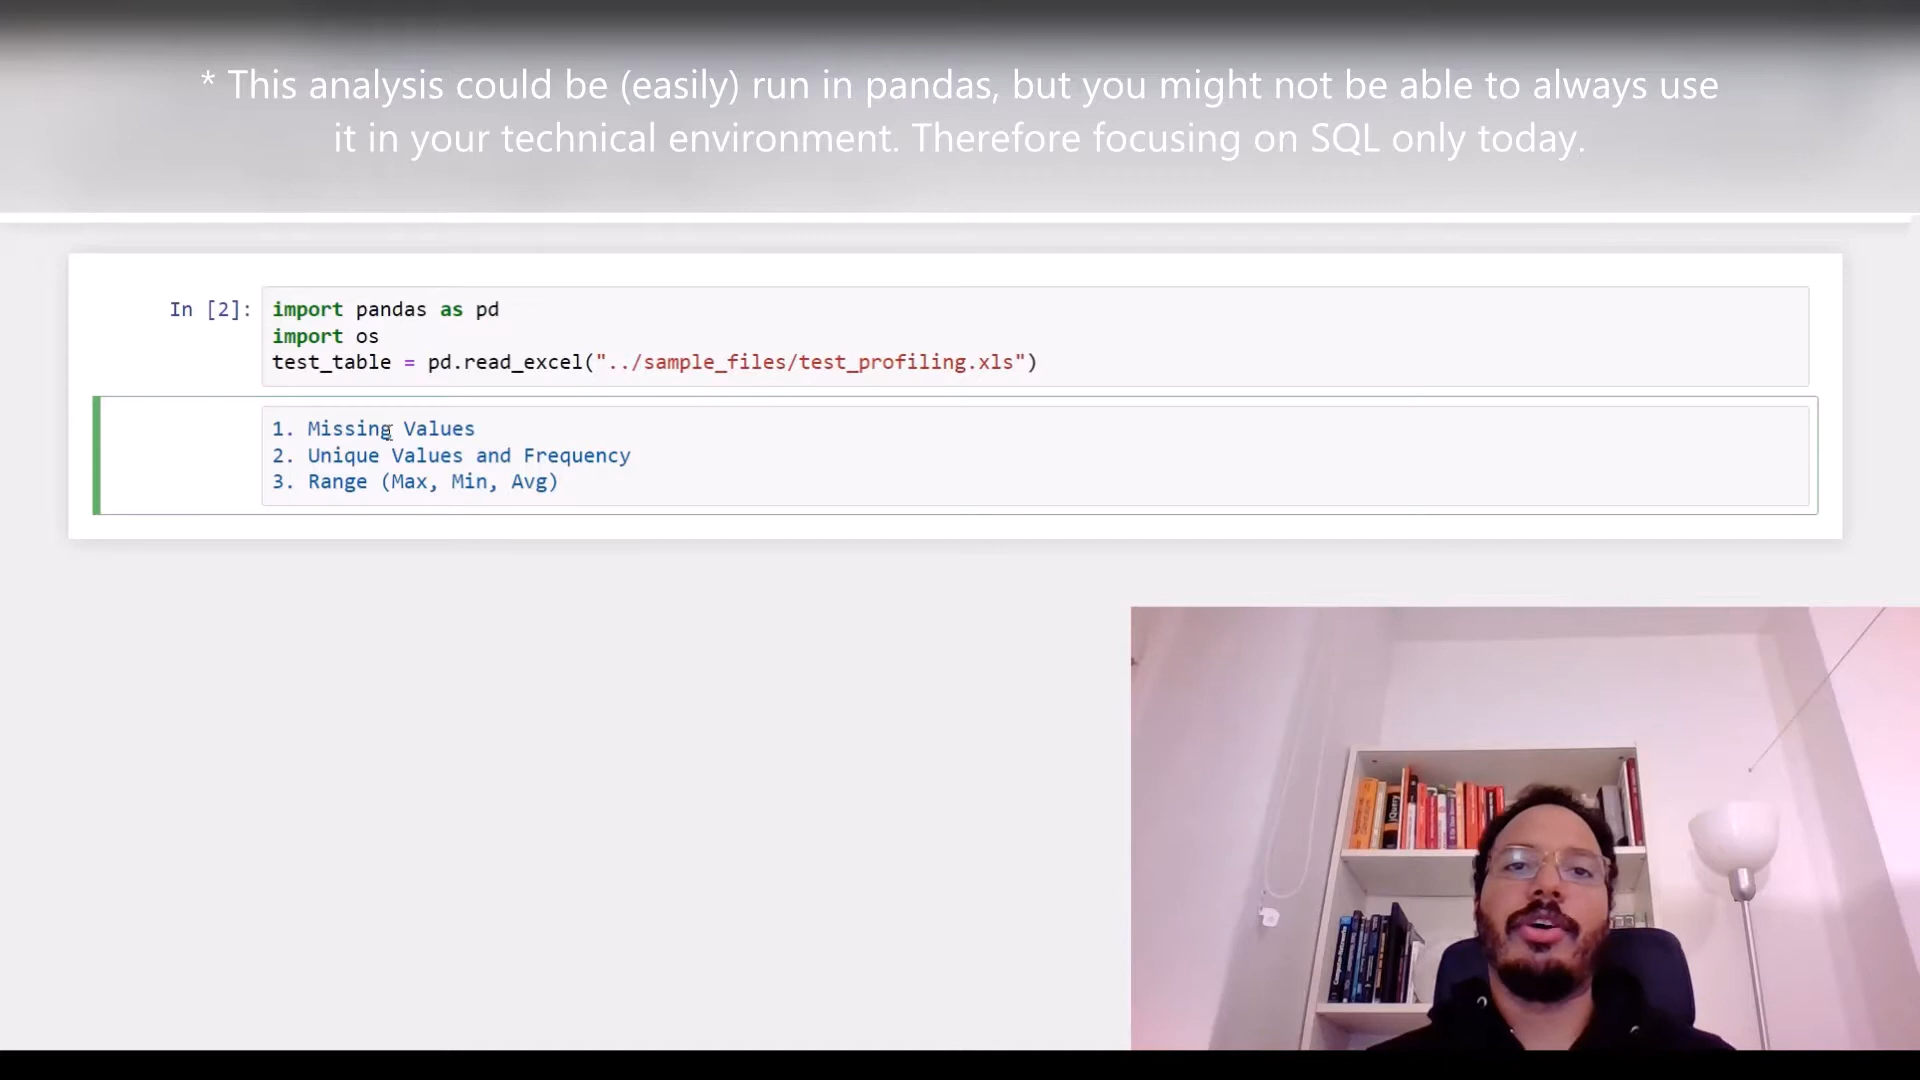 * This analysis could be (easily) run in pandas, but you might not be able to always use
it in your technical environment. Therefore focusing on SQL only today.
In [2]:
import pandas as pd
import os
test_table = pd.read_excel("../sample_files/test_profiling.xls")
1. Missing Values
2. Unique Values and Frequency
3. Range (Max, Min, Avg)
jQuery